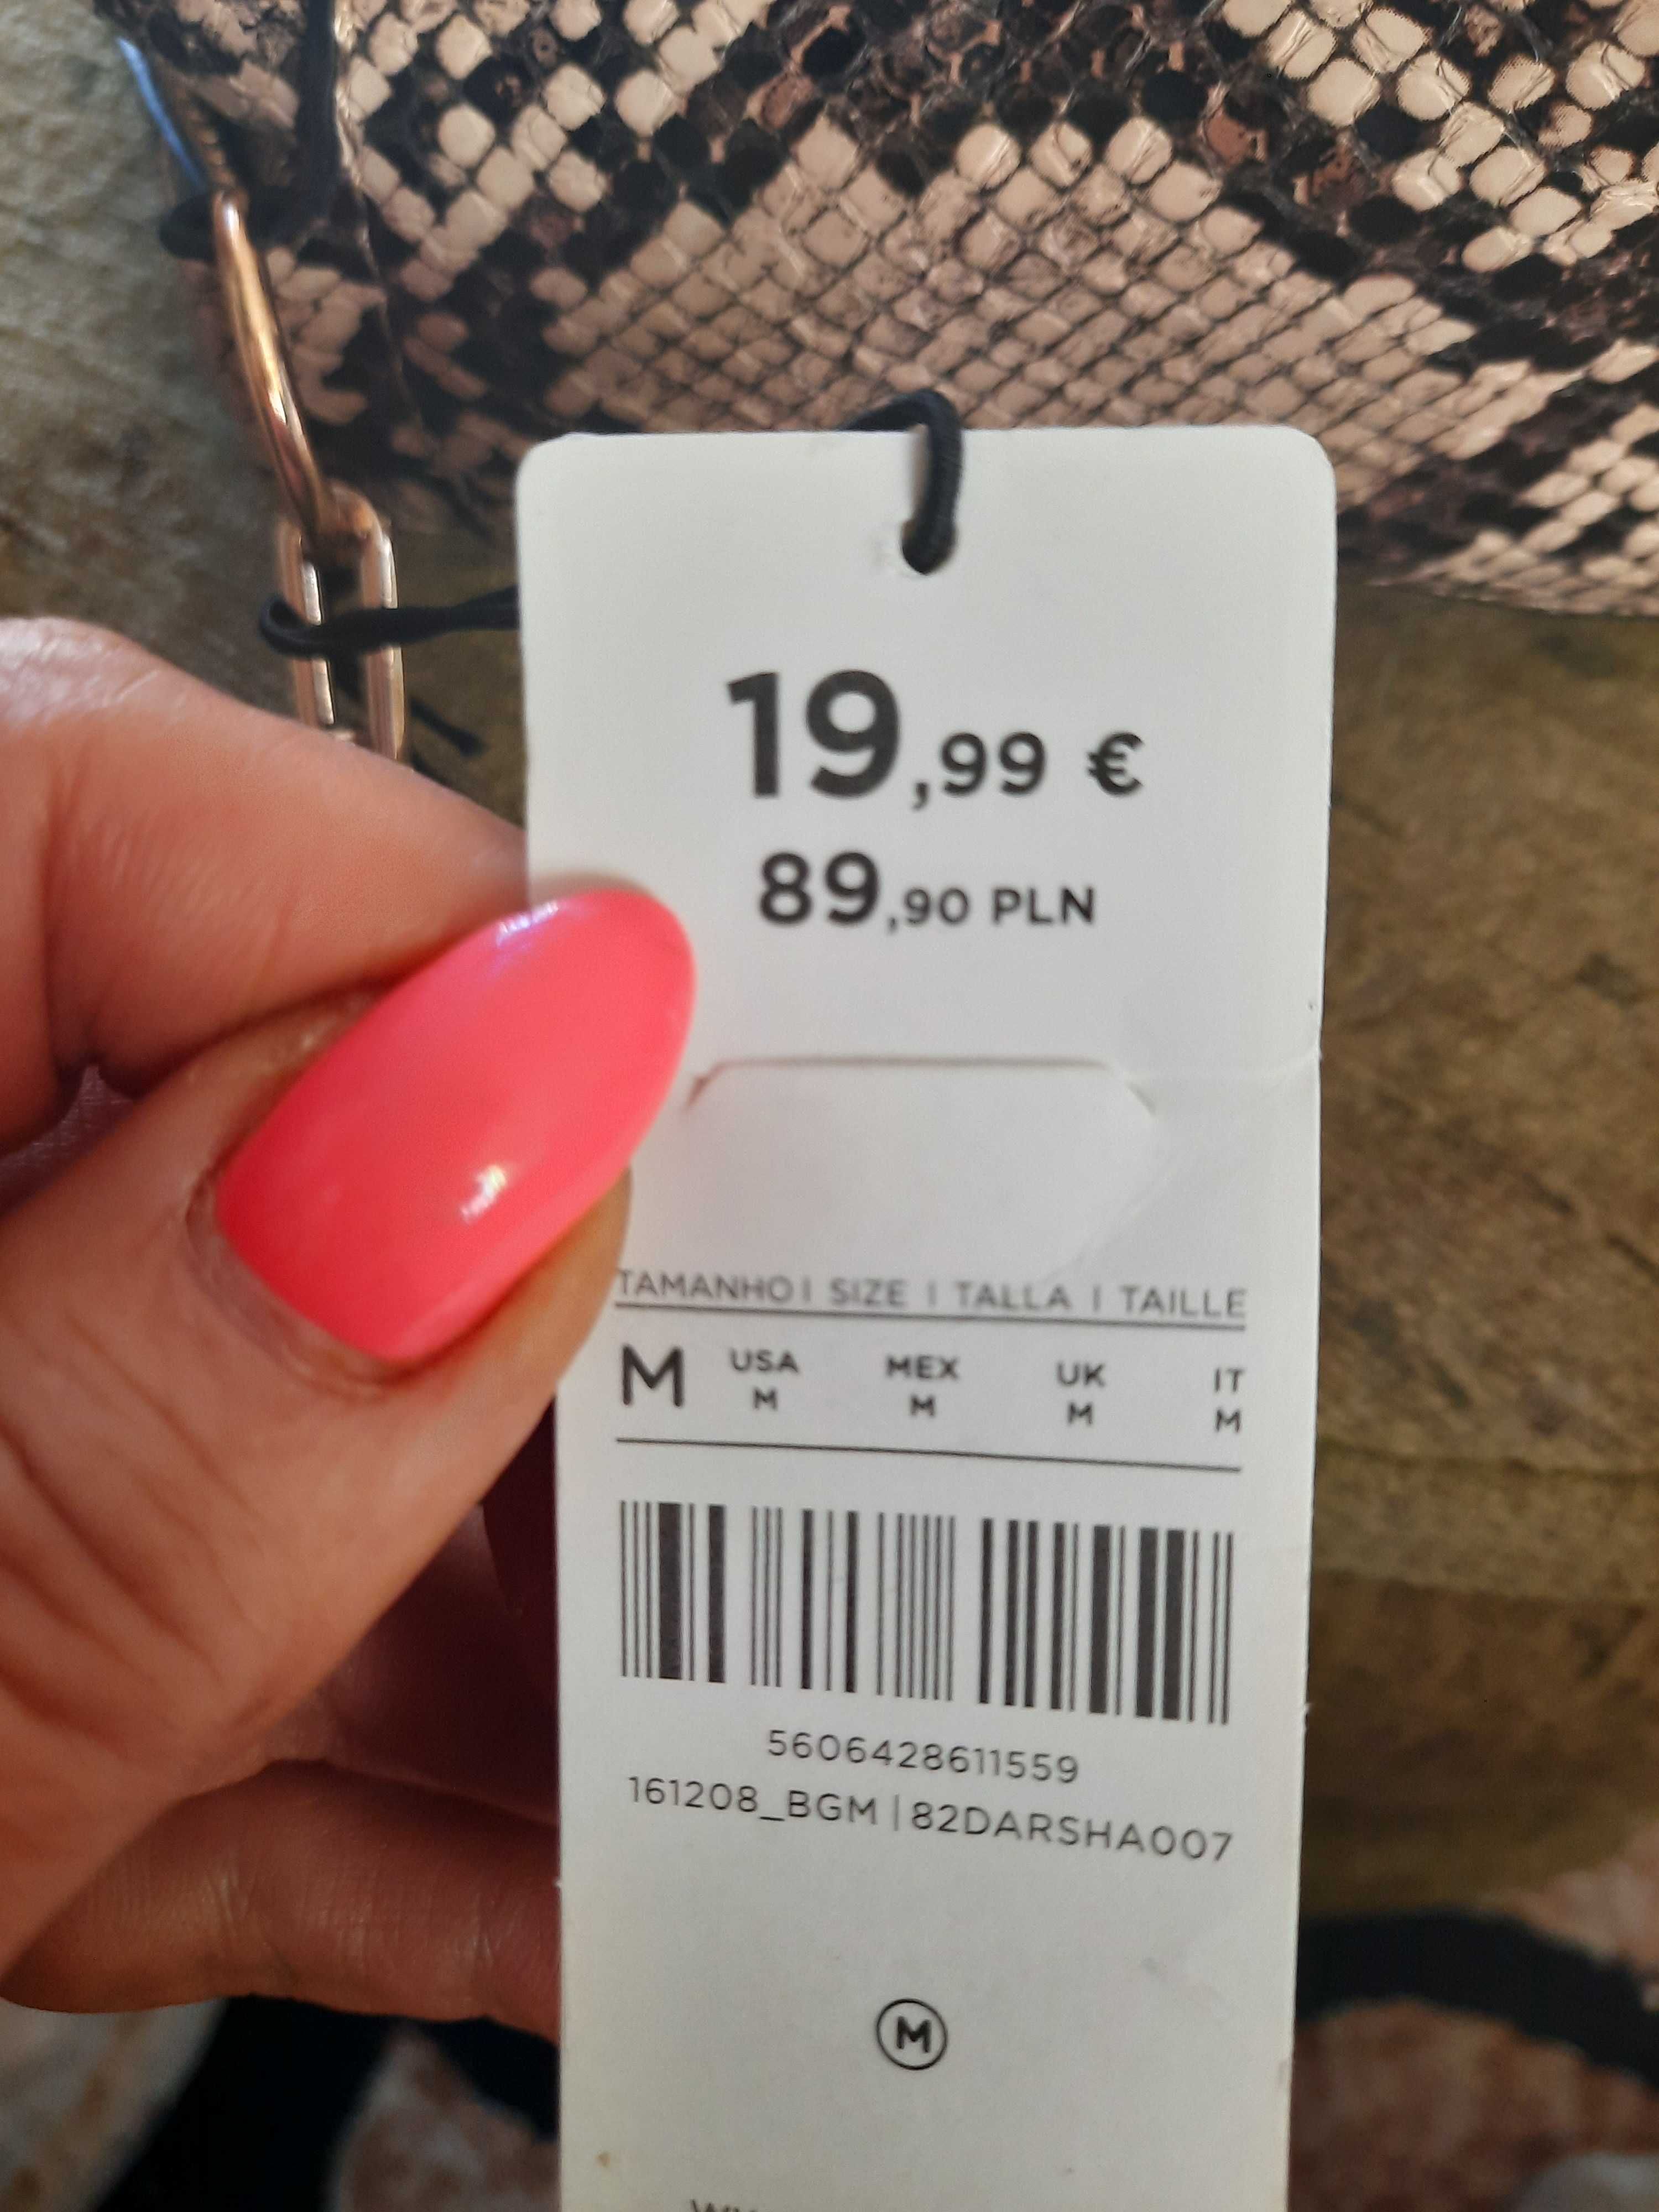 19,99 €
89,90 PLN
TAMANHO | SIZE | TALLA | TAILLE
M USA MEX UK IT
M M M M
5606428611559
161208_BGM | 82DARSHA007
M